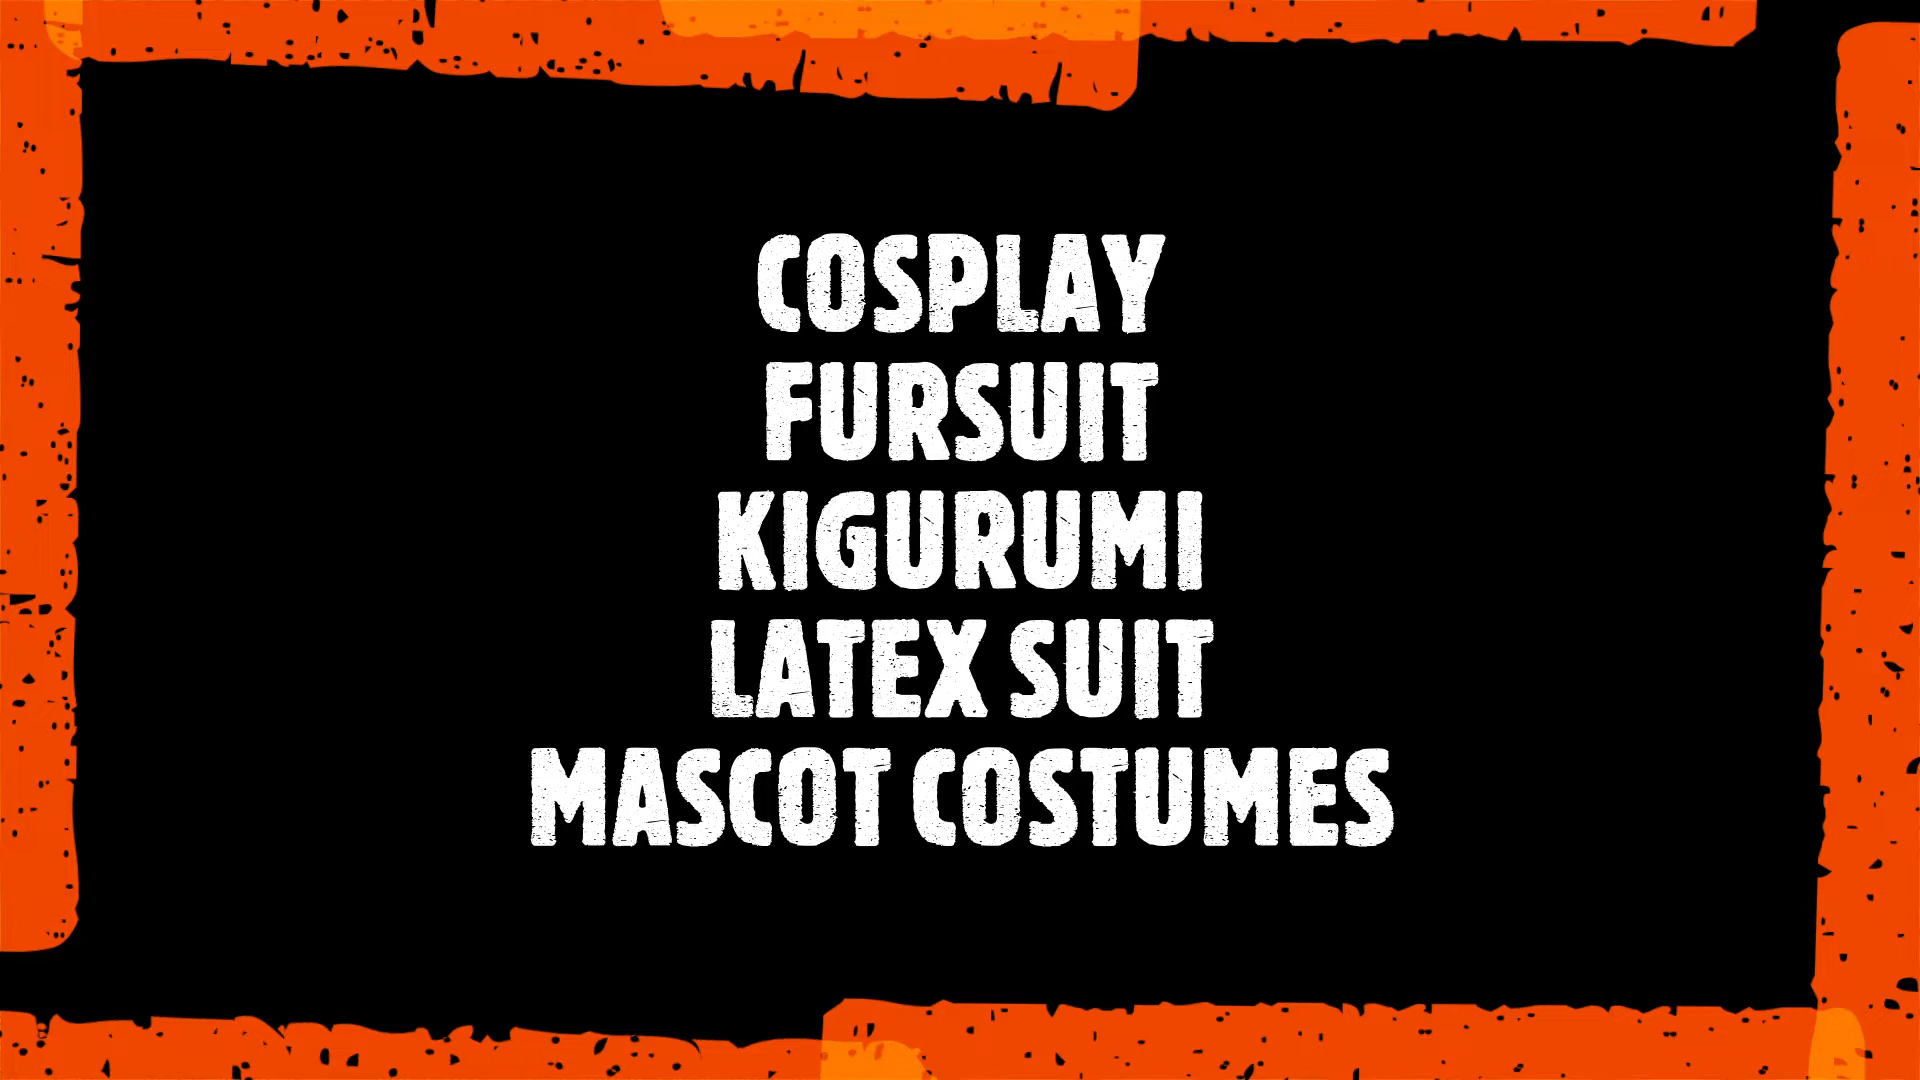 COSPLAY
FURSUIT
KIGURUMI
LATEX SUIT
MASCOT COSTUMES